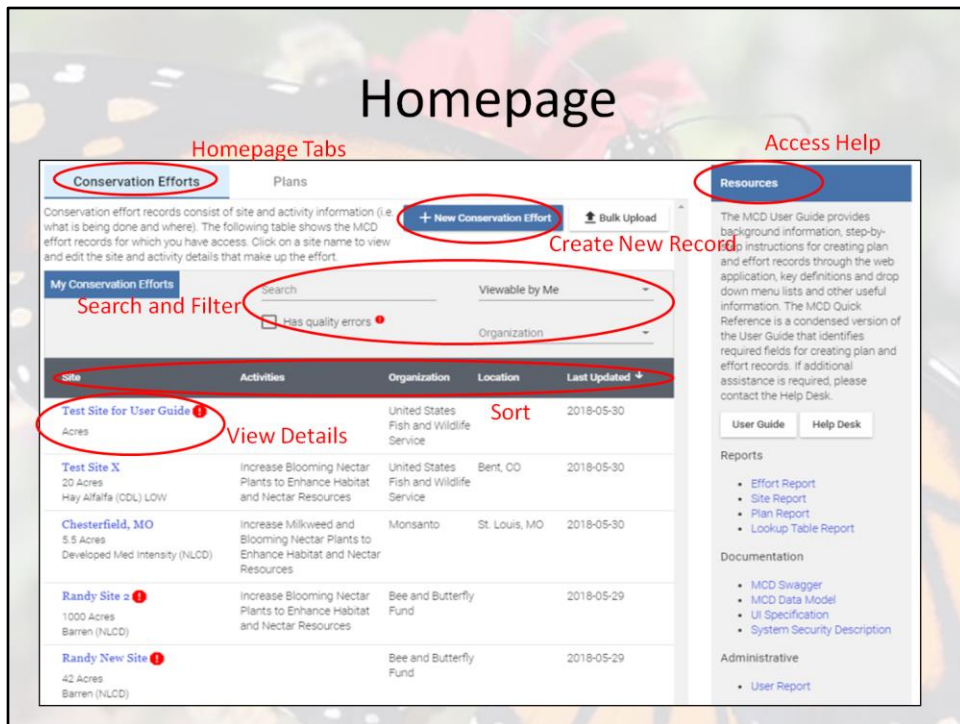 Homepage
Homepage Tabs
Access Help
Conservation Efforts
Plans
Conservation effort records consist of site and activity information (i.e.
what is being done and where). The following table shows the MCD
effort records for which you have access. Click on a site name to view
and edit the site and activity details that make up the effort.
+ New Conservation Effort
Bulk Upload
Create New Record
My Conservation Efforts
Search and Filter
Search
Viewable by Me
Has quality errors
Organization
Site Activities Organization Location Last Updated
Sort
View Details
Test Site for User Guide
Acres
United States
Fish and Wildlife
Service
2018-05-30
Test Site X
20 Acres
Hay Alfalfa (CDL) LOW
Increase Blooming Nectar
Plants to Enhance Habitat
and Nectar Resources
United States
Fish and Wildlife
Service
Bent, CO
2018-05-30
Chesterfield, MO
5.5 Acres
Developed Med Intensity (NLCD)
Increase Milkweed and
Blooming Nectar Plants to
Enhance Habitat and Nectar
Resources
Monsanto
St. Louis, MO
2018-05-30
Randy Site 2
1000 Acres
Barren (NLCD)
Increase Blooming Nectar
Plants to Enhance Habitat
and Nectar Resources
Bee and Butterfly
Fund
2018-05-29
Randy New Site
42 Acres
Barren (NLCD)
Bee and Butterfly
Fund
2018-05-29
Resources
The MCD User Guide provides
background information, step-by-
step instructions for creating plan
and effort records through the web
application, key definitions and drop
down menu lists and other useful
information. The MCD Quick
Reference is a condensed version of
the User Guide that identifies
required fields for creating plan and
effort records. If additional
assistance is required, please
contact the Help Desk.
User Guide
Help Desk
Reports
Effort Report
Site Report
Plan Report
Lookup Table Report
Documentation
MCD Swagger
MCD Data Model
UI Specification
System Security Description
Administrative
User Report